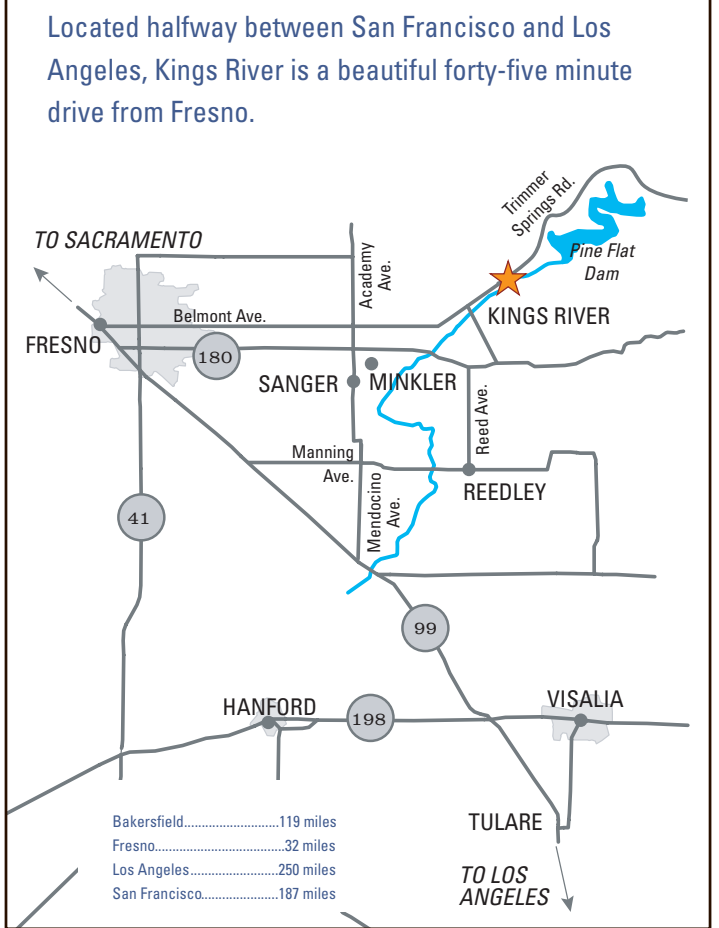 Located halfway between San Francisco and Los
Angeles, Kings River is a beautiful forty-five minute
drive from Fresno.
Trimmer
Springs Rd.
TO SACRAMENTO
Academy
Ave.
Pine Flat
Dam
Belmont Ave.
KINGS RIVER
FRESNO
180
SANGER
MINKLER
Reed Ave.
Manning
Ave.
REEDLEY
Mendocino
Ave.
41
99
HANFORD
198
VISALIA
Bakersfield...........................119 miles
Fresno.....................................32 miles
Los Angeles.........................250 miles
San Francisco......................187 miles
TULARE
TO LOS
ANGELES